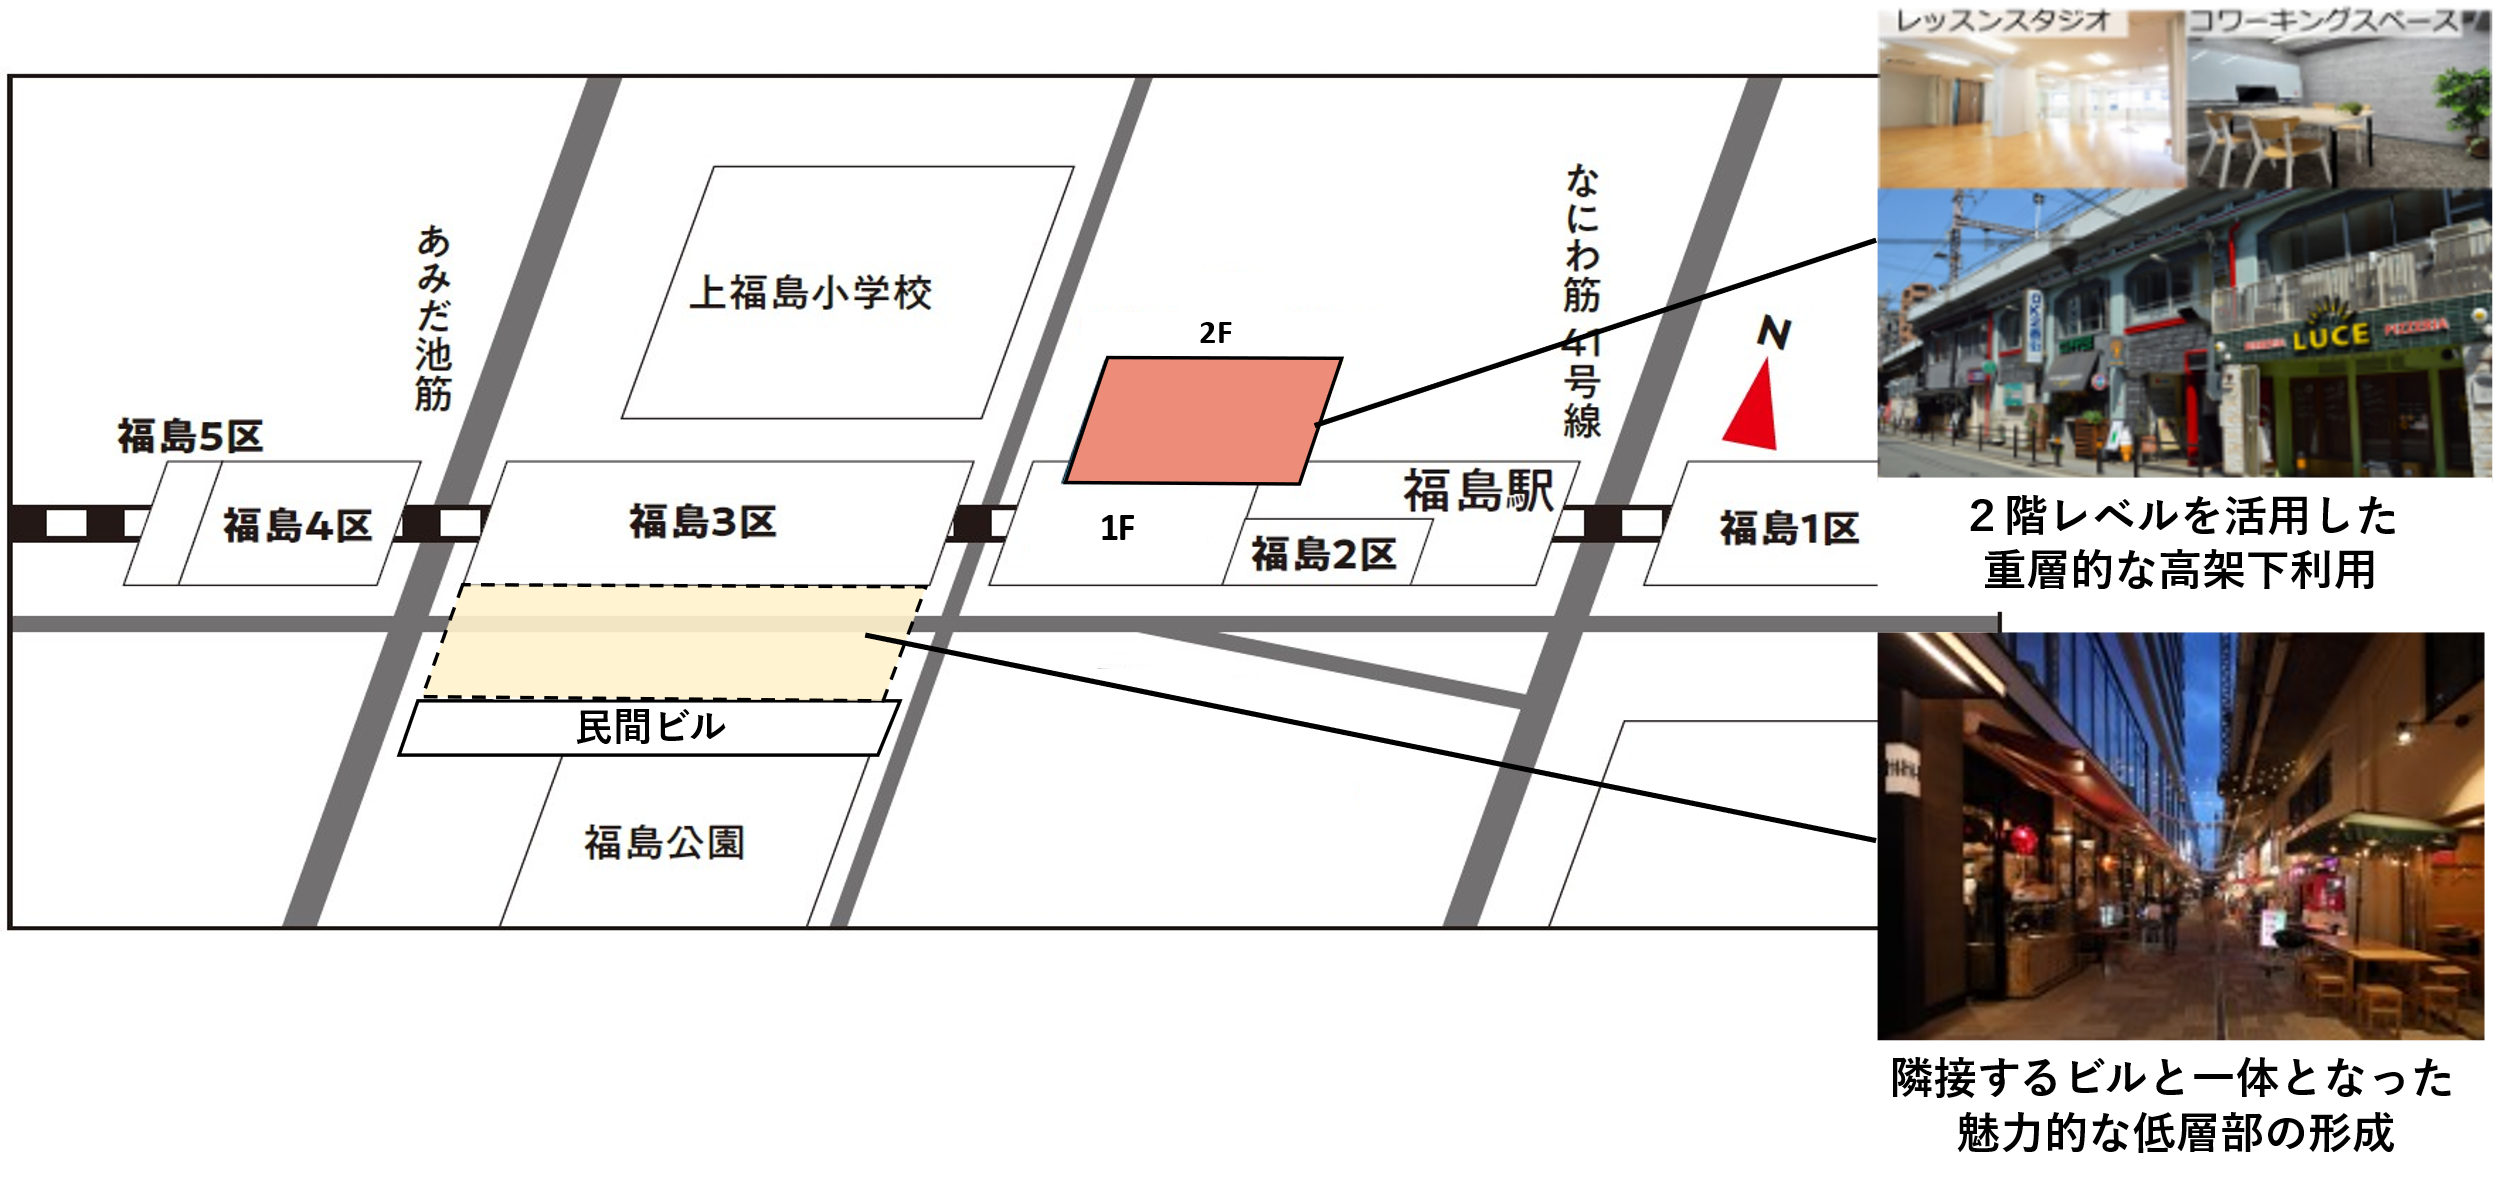 レッスンスタジオ
コワーキングスペース
あみだ池筋
上福島小学校
2F
なにわ筋 41号線
N
LUCE
PIZZERIA
福島5区
福島4区
福島3区
1F
福島駅
福島2区
福島1区
２階レベルを活用した
重層的な高架下利用
民間ビル
福島公園
隣接するビルと一体となった
魅力的な低層部の形成